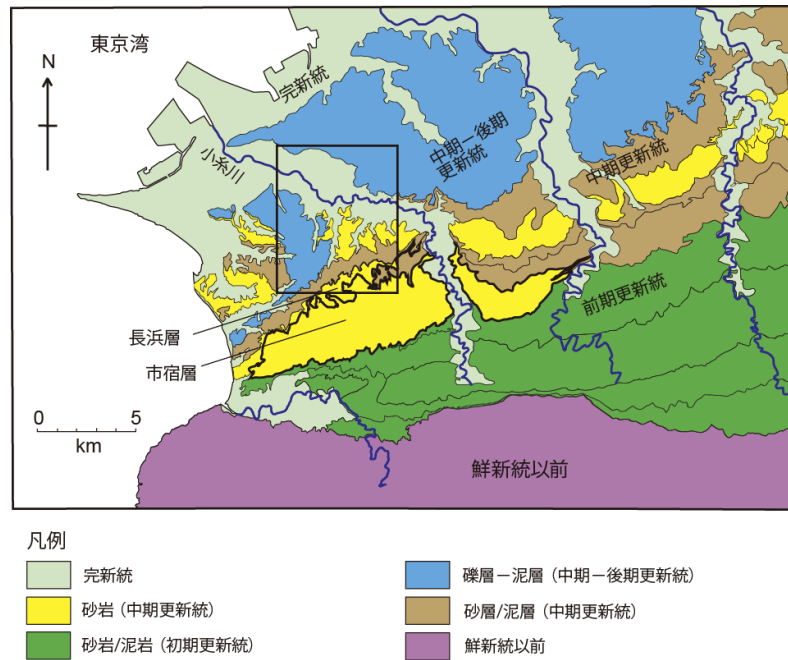 東京湾
N
完新統
小糸川
中期－後期
更新統
中期更新統
前期更新統
長浜層
市宿層
0 5
km
鮮新統以前
凡例
完新統
礫層－泥層（中期－後期更新統）
砂岩（中期更新統）
砂層/泥層（中期更新統）
砂岩/泥岩（初期更新統）
鮮新統以前